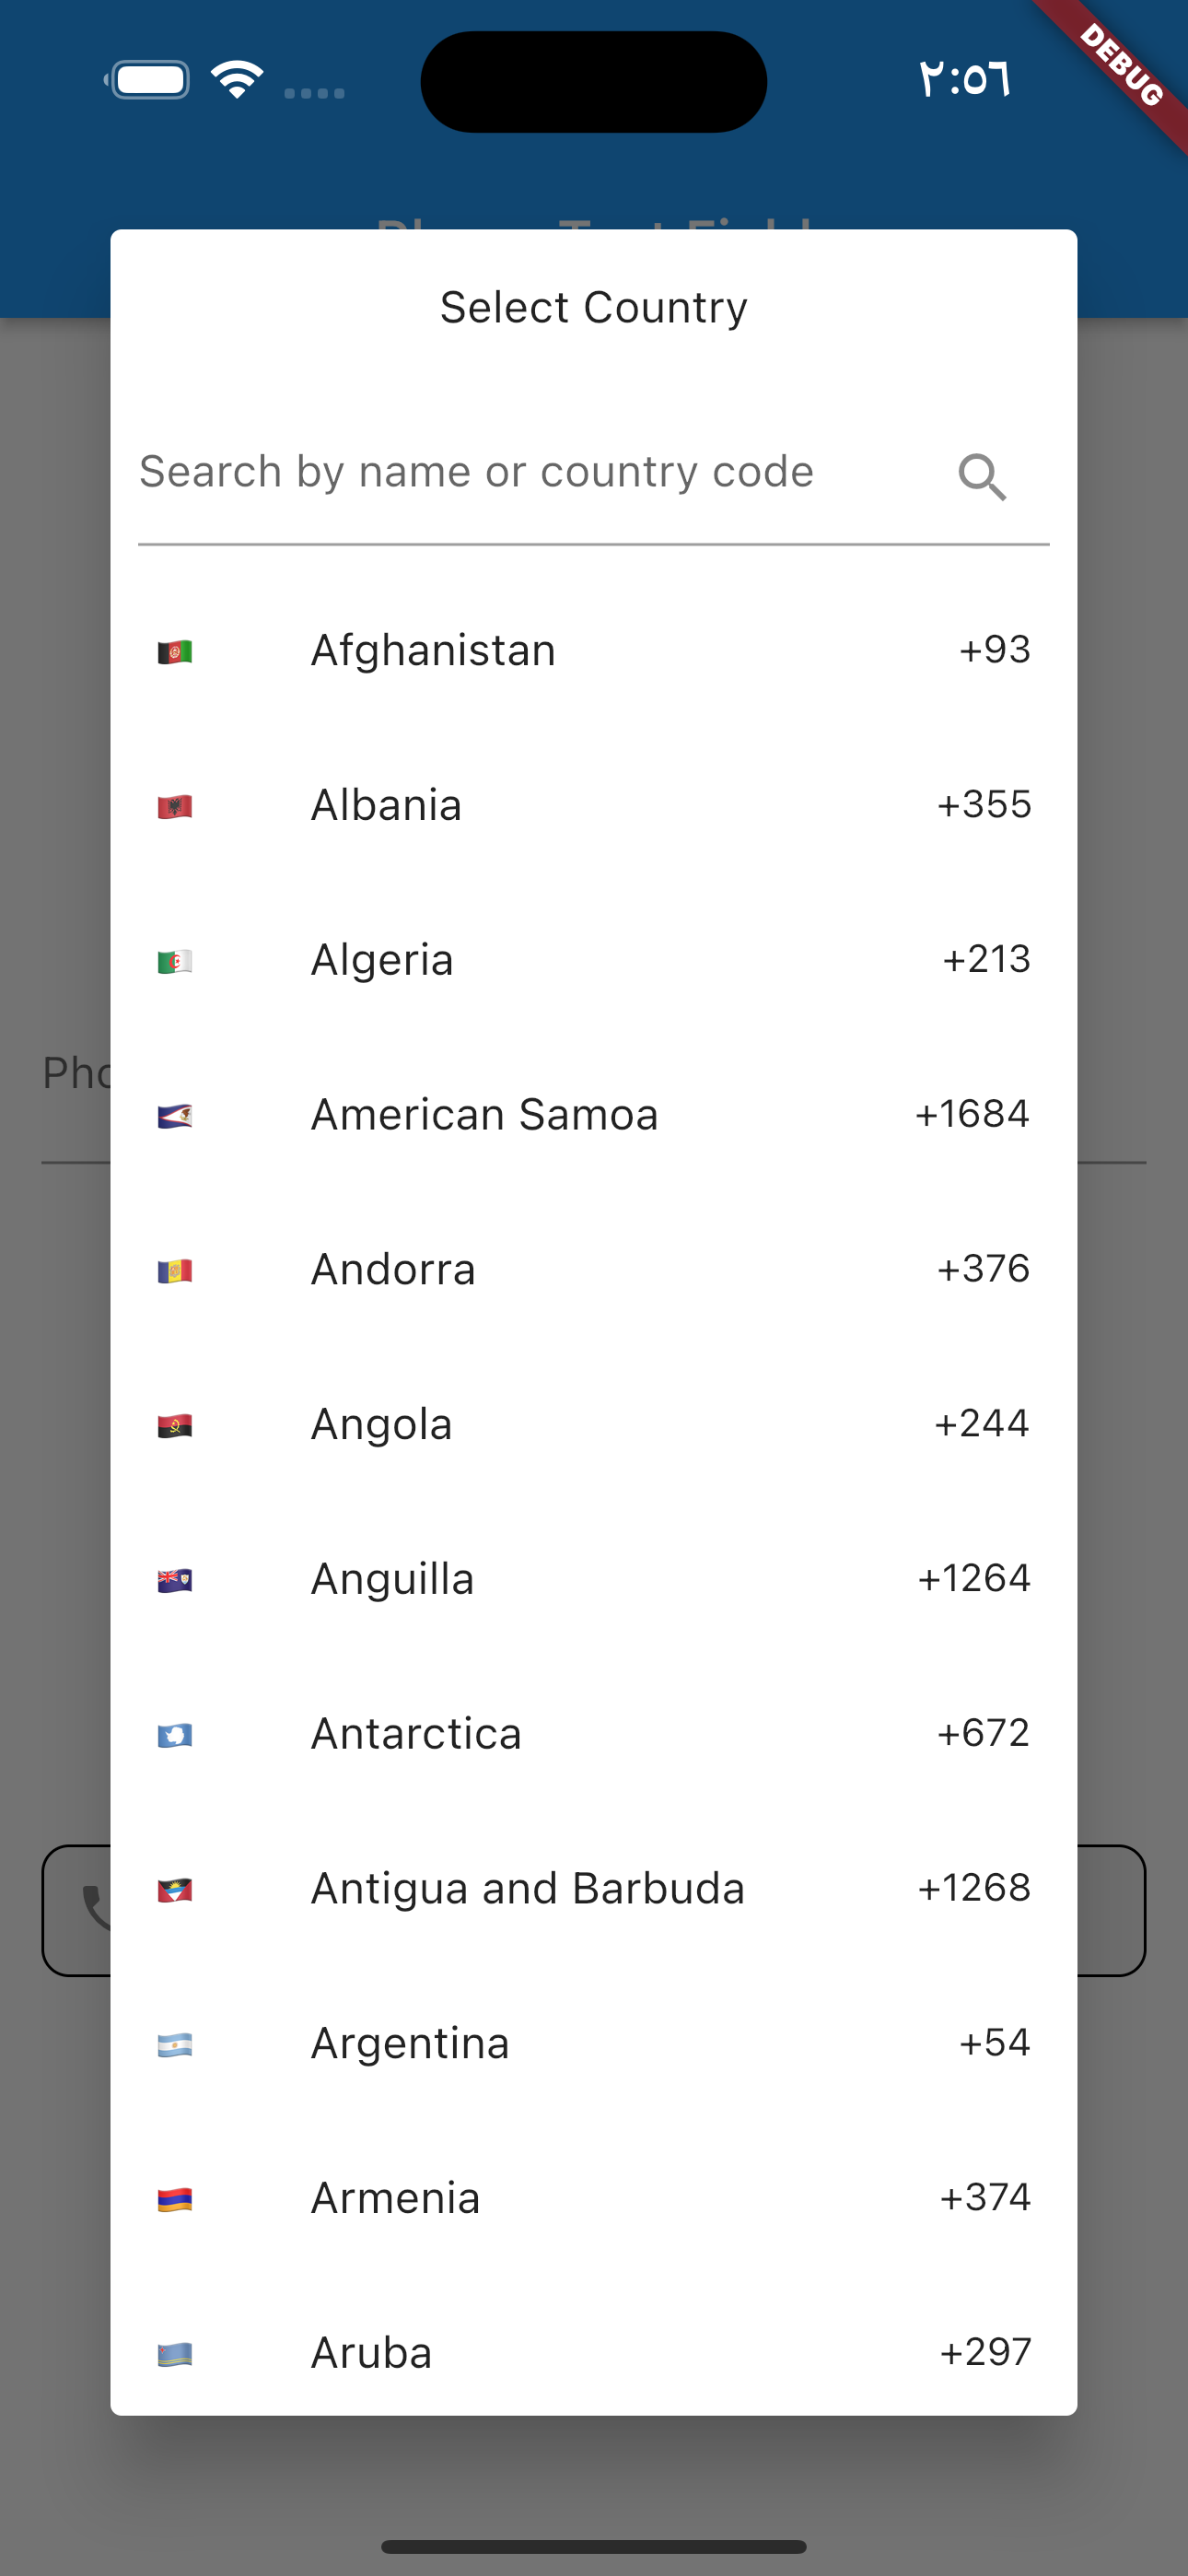 ٢:٥٦
DEBUG
Select Country
Search by name or country code
Afghanistan +93
Albania +355
Algeria +213
American Samoa +1684
Pho
Andorra +376
Angola +244
Anguilla +1264
Antarctica +672
Antigua and Barbuda +1268
Argentina +54
Armenia +374
Aruba +297